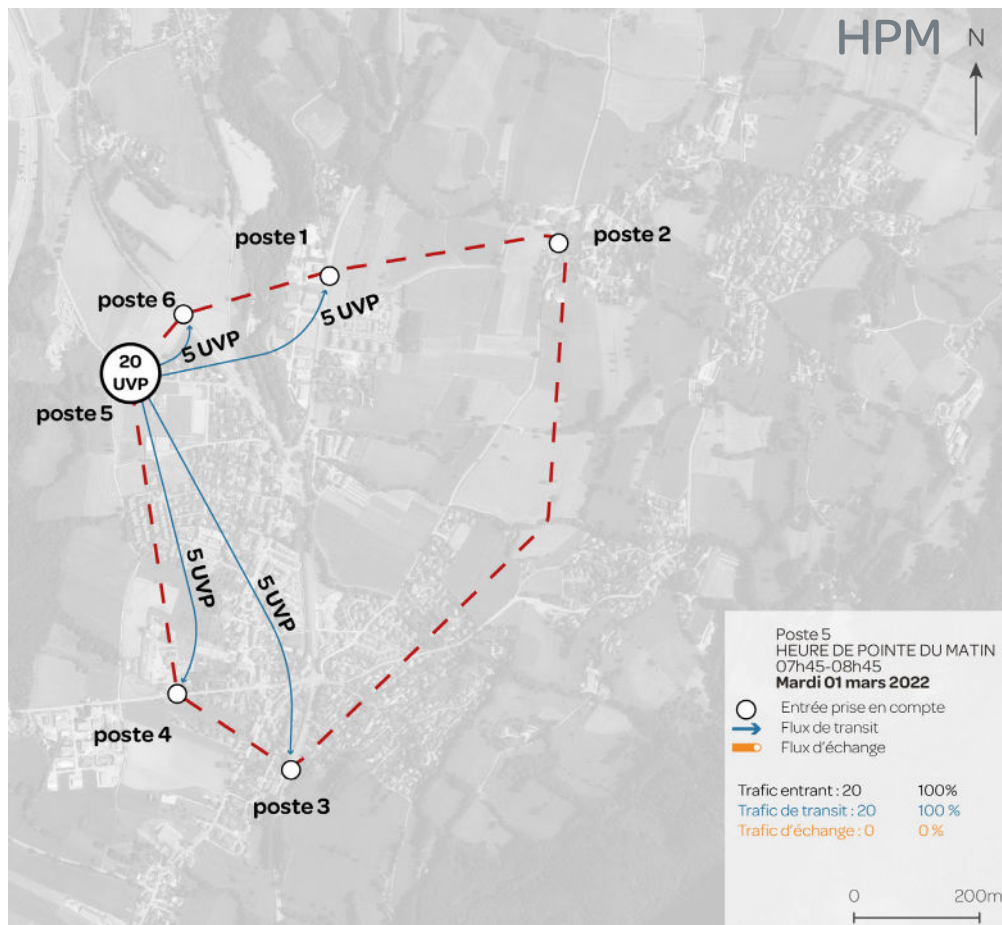 HPM
N
poste 1
poste 2
poste 6
5 UVP
5 UVP
20
UVP
poste 5
5 UVP
5 UVP
poste 4
poste 3
Poste 5
HEURE DE POINTE DU MATIN
07h45-08h45
Mardi 01 mars 2022
Entrée prise en compte
Flux de transit
Flux d'échange
Trafic entrant : 20 100%
Trafic de transit : 20 100 %
Trafic d'échange : 0 0 %
0 200m